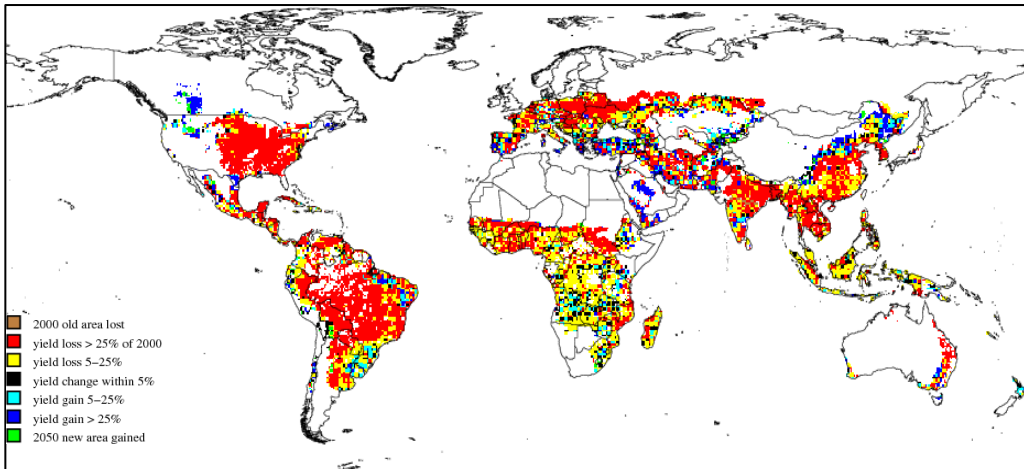 2000 old area lost
yield loss > 25% of 2000
yield loss 5−25%
yield change within 5%
yield gain 5−25%
yield gain > 25%
2050 new area gained